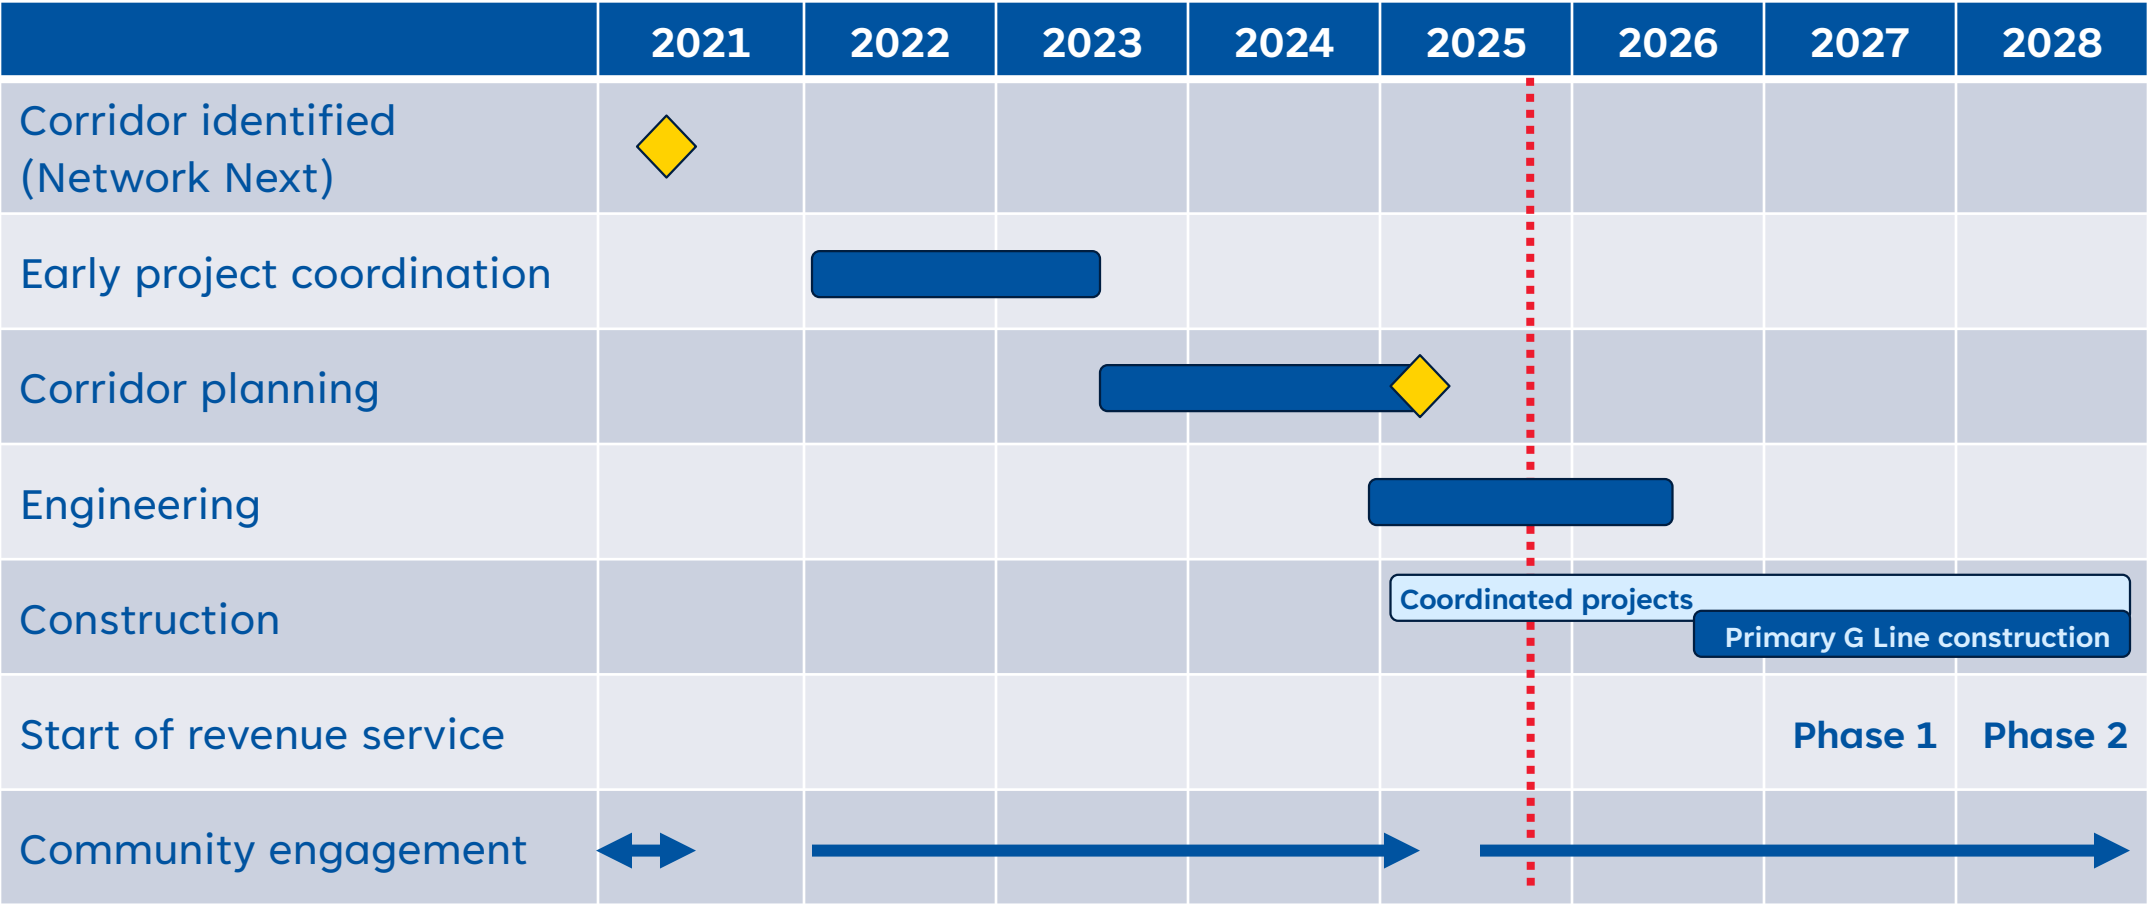 2021 2022 2023 2024 2025 2026 2027 2028
Corridor identified
(Network Next)
Early project coordination
Corridor planning
Engineering
Construction
Coordinated projects
Primary G Line construction
Start of revenue service
Phase 1 Phase 2
Community engagement